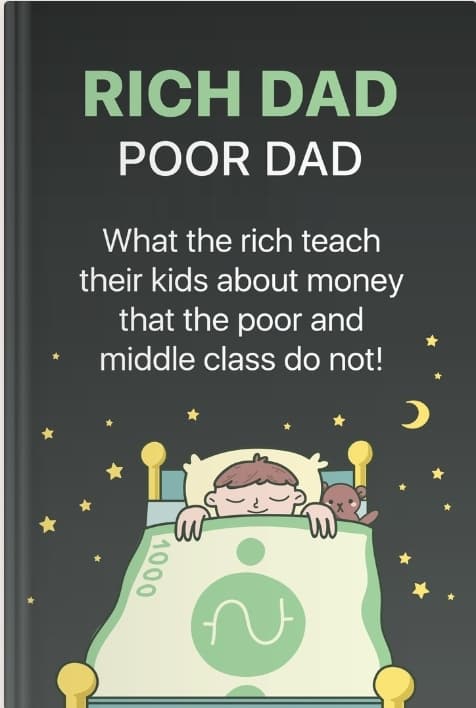 RICH DAD
POOR DAD
What the rich teach
their kids about money
that the poor and
middle class do not!
1000